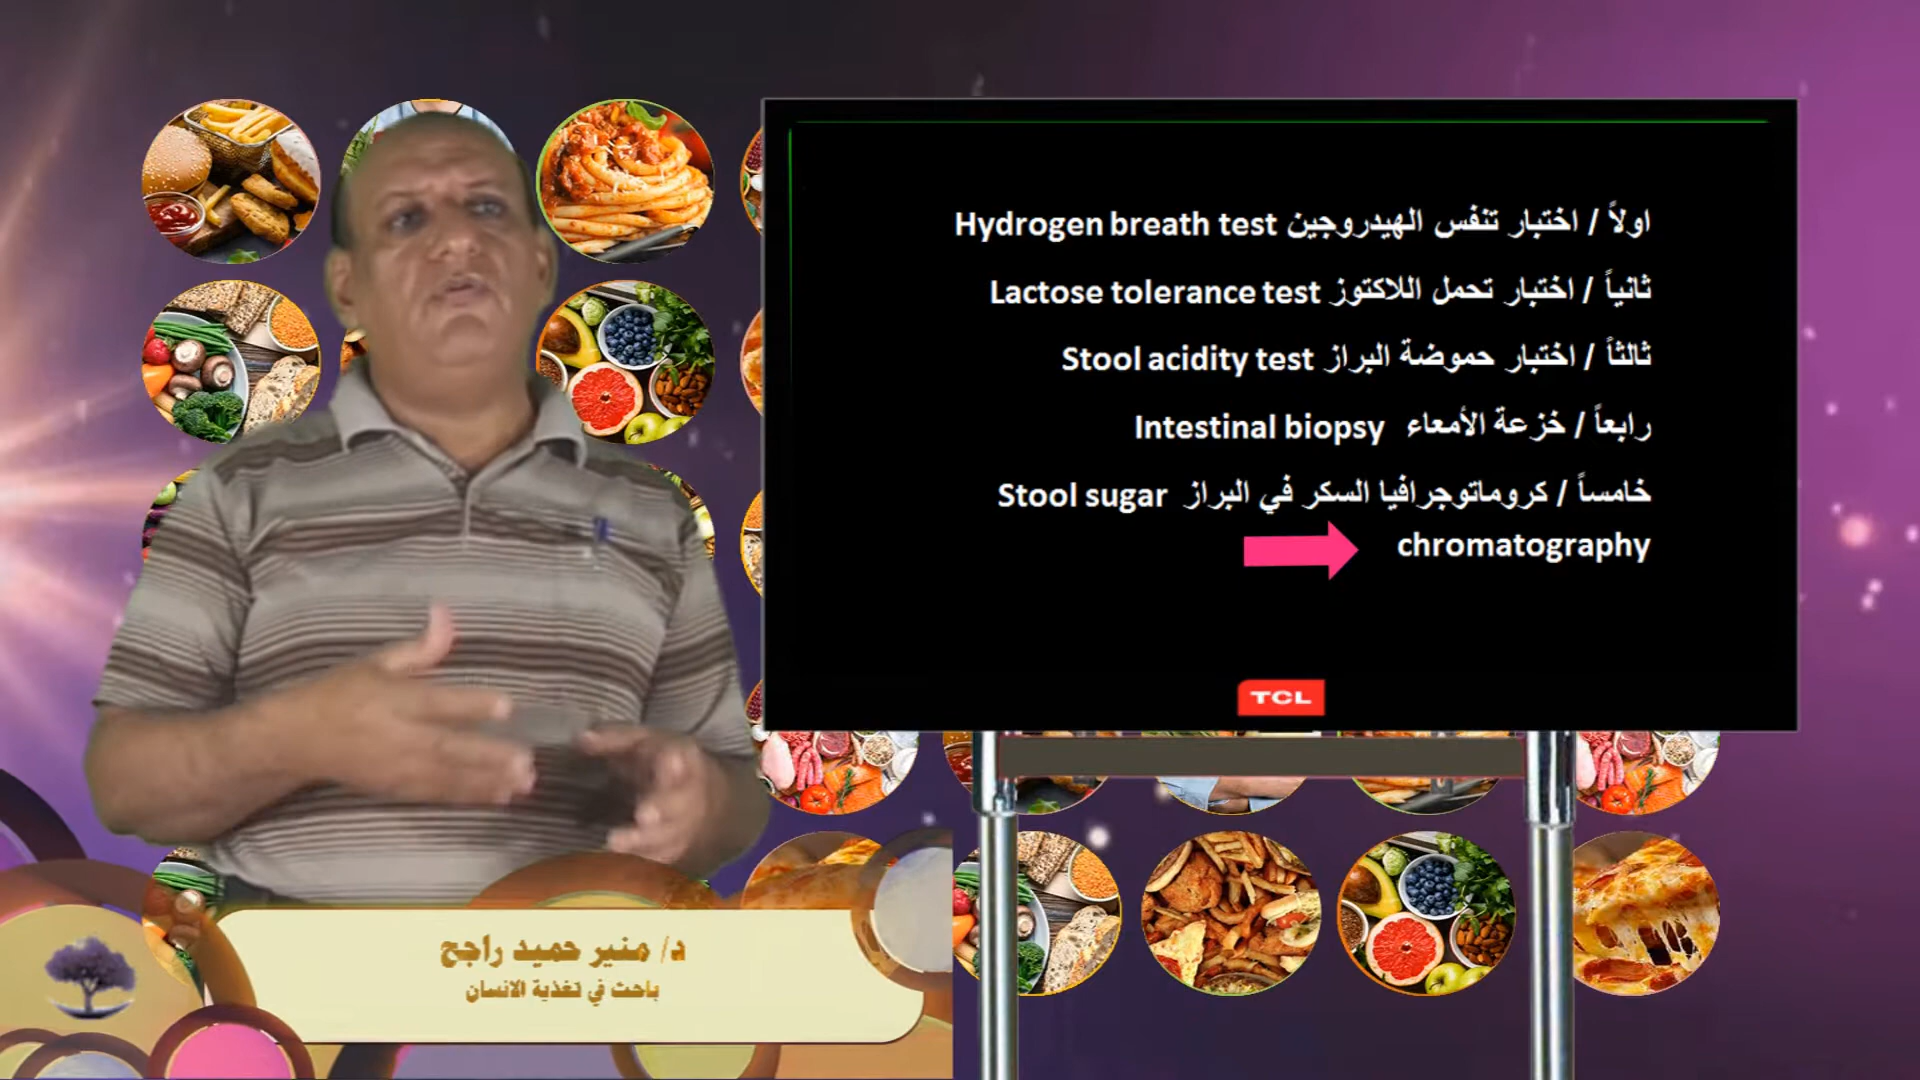 اولاً / اختبار تنفس الهيدروجين Hydrogen breath test
ثانياً / اختبار تحمل اللاكتوز Lactose tolerance test
ثالثاً / اختبار حموضة البراز Stool acidity test
رابعاً / خزعة الأمعاء Intestinal biopsy
خامساً / كروماتوجرافيا السكر في البراز Stool sugar
chromatography
TCL
د/ منير حميد راجح
باحث في تغذية الانسان